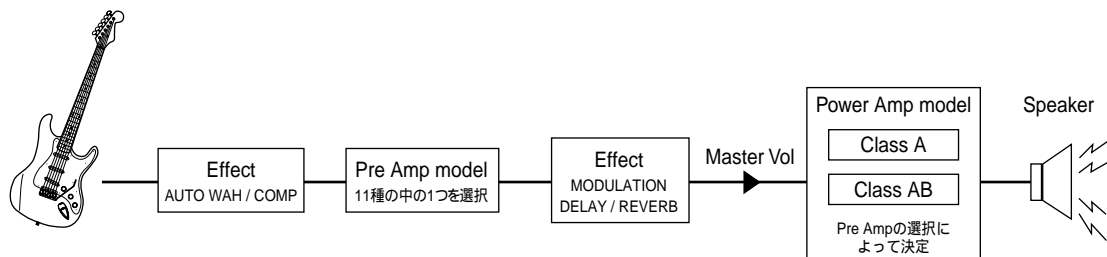 Effect
AUTO WAH / COMP
Pre Amp model
11種の中の1つを選択
Effect
MODULATION
DELAY / REVERB
Master Vol
Power Amp model
Class A
Class AB
Pre Ampの選択に
よって決定
Speaker